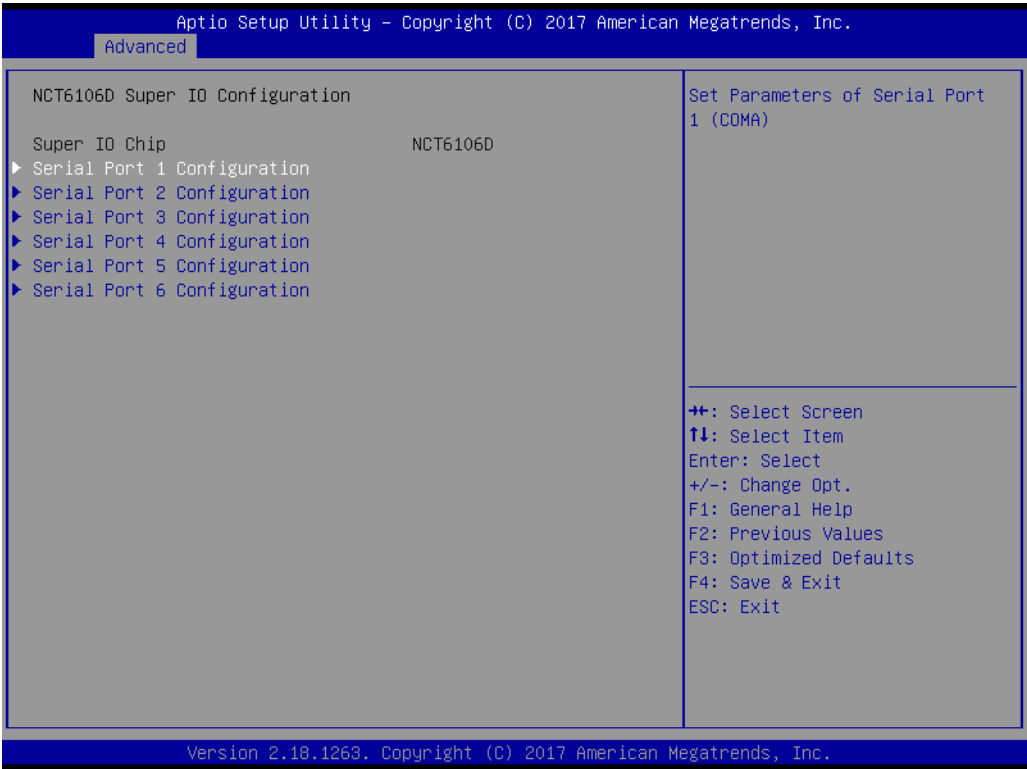 Aptio Setup Utility – Copyright (C) 2017 American Megatrends, Inc.
Advanced
NCT6106D Super IO Configuration
Super IO Chip NCT6106D
▶ Serial Port 1 Configuration
▶ Serial Port 2 Configuration
▶ Serial Port 3 Configuration
▶ Serial Port 4 Configuration
▶ Serial Port 5 Configuration
▶ Serial Port 6 Configuration
Set Parameters of Serial Port
1 (COMA)
→←: Select Screen
↑↓: Select Item
Enter: Select
+/-: Change Opt.
F1: General Help
F2: Previous Values
F3: Optimized Defaults
F4: Save & Exit
ESC: Exit
Version 2.18.1263. Copyright (C) 2017 American Megatrends, Inc.